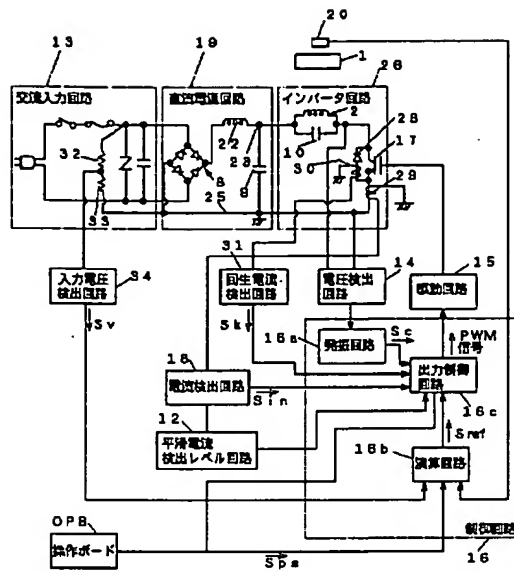 20
13
19
1
26
交流入力回路
直流電源回路
インバータ回路
2
28
22
32
10
17
23
30
8
9
29
33
25
入力電圧
検出回路
34
31
回生電流
検出回路
電圧検出
回路
14
15
駆動回路
Sv
Sk
16a
発振回路
Sc
PWM
信号
18
電流検出回路
Sin
出力制御
回路
16c
12
平滑電流
検出レベル回路
Sref
16b
演算回路
OPB
操作ボード
Sps
制御回路
16